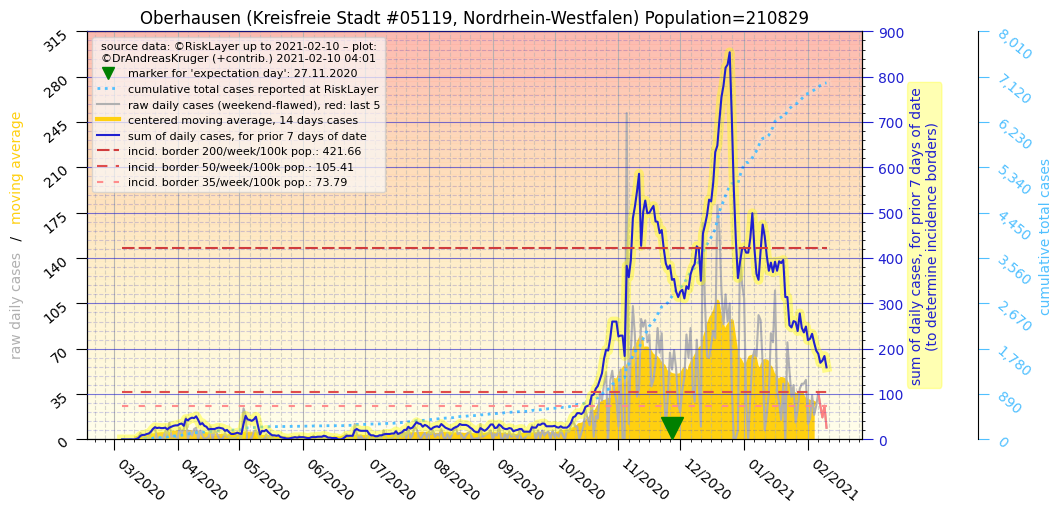 Oberhausen (Kreisfreie Stadt #05119, Nordrhein-Westfalen) Population=210829
source data: ©RiskLayer up to 2021-02-10 – plot:
©DrAndreasKruger (+contrib.) 2021-02-10 04:01
marker for 'expectation day': 27.11.2020
cumulative total cases reported at RiskLayer
raw daily cases (weekend-flawed), red: last 5
centered moving average, 14 days cases
sum of daily cases, for prior 7 days of date
incid. border 200/week/100k pop.: 421.66
incid. border 50/week/100k pop.: 105.41
incid. border 35/week/100k pop.: 73.79
raw daily cases / moving average
315
280
245
210
175
140
105
70
35
0
03/2020
04/2020
05/2020
06/2020
07/2020
08/2020
09/2020
10/2020
11/2020
12/2020
01/2021
02/2021
900
800
700
600
500
400
300
200
100
0
sum of daily cases, for prior 7 days of date
(to determine incidence borders)
8,010
7,120
6,230
5,340
4,450
3,560
2,670
1,780
890
0
cumulative total cases